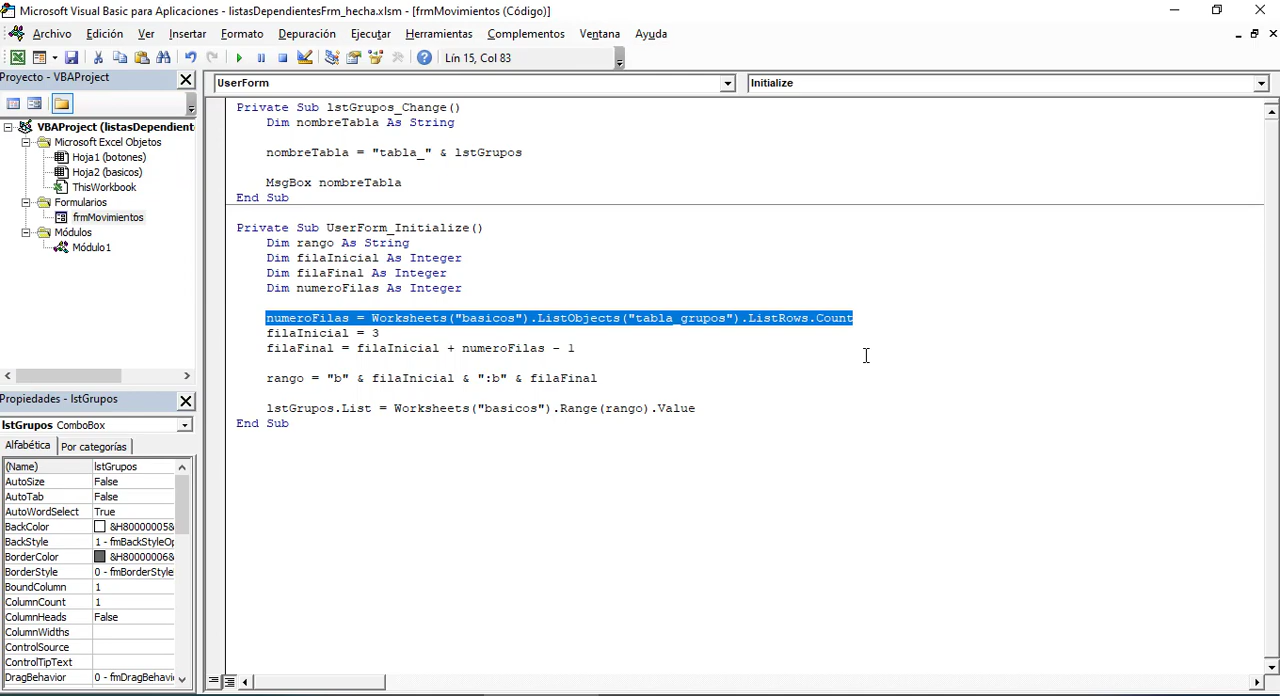 Microsoft Visual Basic para Aplicaciones - listasDependientesFrm_hecha.xlsm - [frmMovimientos (Código)]
Archivo Edición Ver Insertar Formato Depuración Ejecutar Herramientas Complementos Ventana Ayuda
Lín 15, Col 83
Proyecto - VBAProject
VBAProject (listasDependient
Microsoft Excel Objetos
Hoja1 (botones)
Hoja2 (basicos)
ThisWorkbook
Formularios
frmMovimientos
Módulos
Módulo1
Propiedades - lstGrupos
lstGrupos ComboBox
Alfabética Por categorías
(Name) lstGrupos
AutoSize False
AutoTab False
AutoWordSelect True
BackColor &H80000005&
BackStyle 1 - fmBackStyleOp
BorderColor &H80000006&
BorderStyle 0 - fmBorderStyle
BoundColumn 1
ColumnCount 1
ColumnHeads False
ColumnWidths
ControlSource
ControlTipText
DragBehavior 0 - fmDragBehavi
UserForm Initialize
Private Sub lstGrupos_Change()
Dim nombreTabla As String
nombreTabla = "tabla_" & lstGrupos
MsgBox nombreTabla
End Sub
Private Sub UserForm_Initialize()
Dim rango As String
Dim filaInicial As Integer
Dim filaFinal As Integer
Dim numeroFilas As Integer
numeroFilas = Worksheets("basicos").ListObjects("tabla_grupos").ListRows.Count
filaInicial = 3
filaFinal = filaInicial + numeroFilas - 1
rango = "b" & filaInicial & ":b" & filaFinal
lstGrupos.List = Worksheets("basicos").Range(rango).Value
End Sub